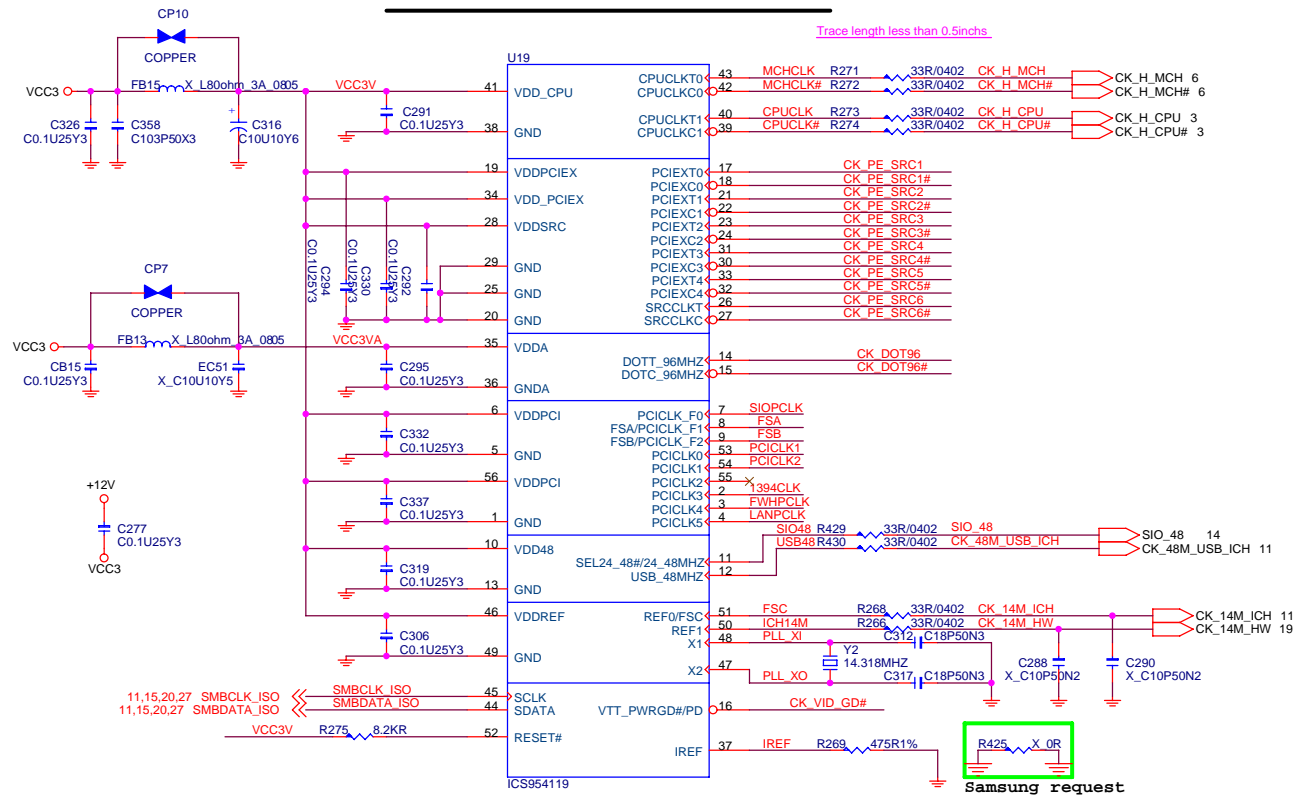 CP10
COPPER
Trace length less than 0.5inchs
VCC3
FB15
X_L80ohm_3A_0805
VCC3V
C326
C0.1U25Y3
C358
C103P50X3
+
C316
C10U10Y6
C291
C0.1U25Y3
U19
41 VDD_CPU
38 GND
CPUCLKT0 43 MCHCLK R271 33R/0402 CK_H_MCH CK_H_MCH 6
CPUCLKC0 42 MCHCLK# R272 33R/0402 CK_H_MCH# CK_H_MCH# 6
CPUCLKT1 40 CPUCLK R273 33R/0402 CK_H_CPU CK_H_CPU 3
CPUCLKC1 39 CPUCLK# R274 33R/0402 CK_H_CPU# CK_H_CPU# 3
19 VDDPCIEX
34 VDD_PCIEX
28 VDDSRC
29 GND
25 GND
20 GND
C0.1U25Y3
C294
C0.1U25Y3
C330
C0.1U25Y3
C292
PCIEXT0 17 CK_PE_SRC1
PCIEXC0 18 CK_PE_SRC1#
PCIEXT1 21 CK_PE_SRC2
PCIEXC1 22 CK_PE_SRC2#
PCIEXT2 23 CK_PE_SRC3
PCIEXC2 24 CK_PE_SRC3#
PCIEXT3 31 CK_PE_SRC4
PCIEXC3 30 CK_PE_SRC4#
PCIEXT4 33 CK_PE_SRC5
PCIEXC4 32 CK_PE_SRC5#
SRCCLKT 26 CK_PE_SRC6
SRCCLKC 27 CK_PE_SRC6#
CP7
COPPER
VCC3
FB13
X_L80ohm_3A_0805
VCC3VA
CB15
C0.1U25Y3
EC51
X_C10U10Y5
C295
C0.1U25Y3
35 VDDA
36 GNDA
DOTT_96MHZ 14 CK_DOT96
DOTC_96MHZ 15 CK_DOT96#
6 VDDPCI
C332
C0.1U25Y3
5 GND
56 VDDPCI
C337
C0.1U25Y3
1 GND
PCICLK_F0 7 SIOPCLK
FSA/PCICLK_F1 8 FSA
FSB/PCICLK_F2 9 FSB
PCICLK0 53 PCICLK1
PCICLK1 54 PCICLK2
PCICLK2 55
PCICLK3 2 1394CLK
PCICLK4 3 FWHPCLK
PCICLK5 4 LANPCLK
+12V
C277
C0.1U25Y3
VCC3
10 VDD48
C319
C0.1U25Y3
13 GND
SEL24_48#/24_48MHZ 11 SIO48 R429 33R/0402 SIO_48 SIO_48 14
USB_48MHZ 12 USB48 R430 33R/0402 CK_48M_USB_ICH CK_48M_USB_ICH 11
46 VDDREF
C306
C0.1U25Y3
49 GND
REF0/FSC 51 FSC R268 33R/0402 CK_14M_ICH CK_14M_ICH 11
REF1 50 ICH14M R266 33R/0402 CK_14M_HW CK_14M_HW 19
X1 48 PLL_XI C312 C18P50N3
Y2
14.318MHZ
X2 47 PLL_XO C317 C18P50N3
C288
X_C10P50N2
C290
X_C10P50N2
11,15,20,27 SMBCLK_ISO SMBCLK_ISO 45 SCLK
11,15,20,27 SMBDATA_ISO SMBDATA_ISO 44 SDATA
VCC3V R275 8.2KR 52 RESET#
VTT_PWRGD#/PD 16 CK_VID_GD#
IREF 37 IREF R269 475R1%
R425 X_0R
Samsung request
ICS954119